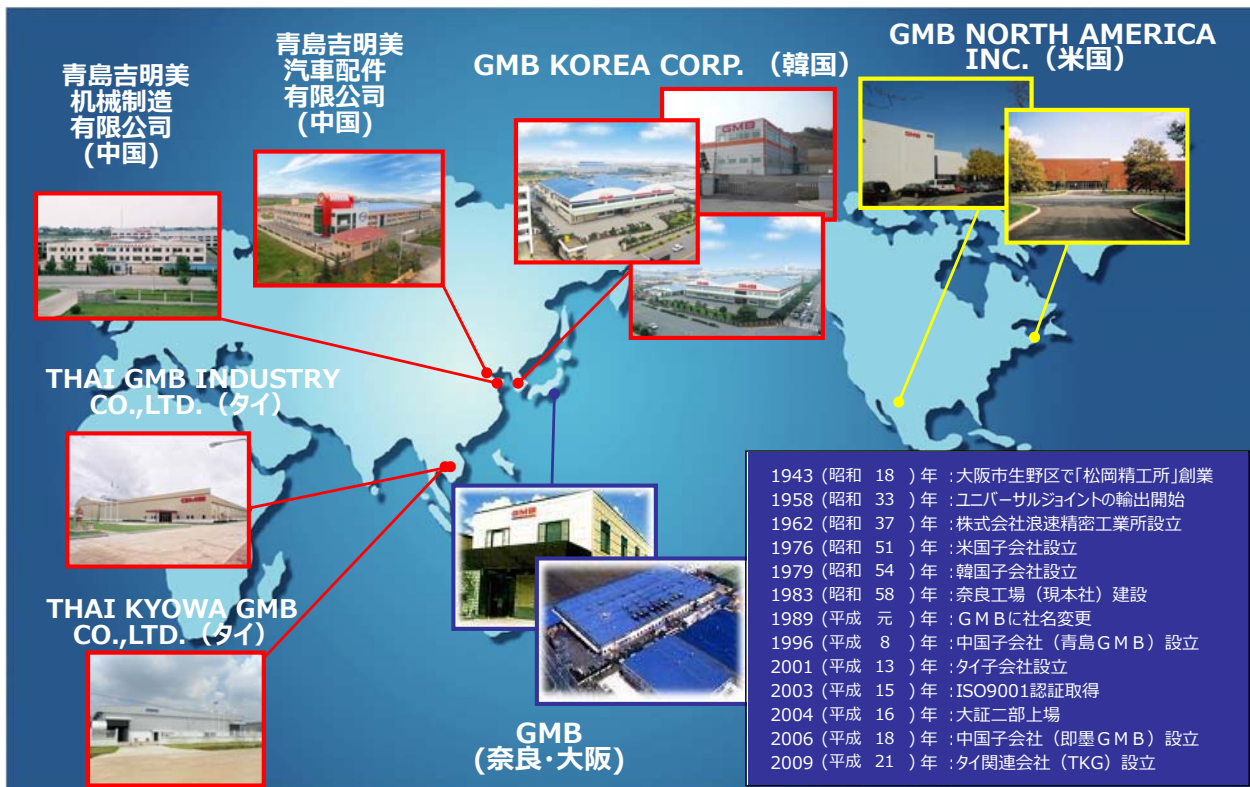 青島吉明美
机械制造
有限公司
(中国)
青島吉明美
汽車配件
有限公司
(中国)
GMB KOREA CORP. (韓国)
GMB NORTH AMERICA
INC. (米国)
GMB
GMB
THAI GMB INDUSTRY
CO.,LTD. (タイ)
GMB
THAI KYOWA GMB
CO.,LTD. (タイ)
GMB
GMB
(奈良・大阪)
1943 (昭和 18 ) 年 :大阪市生野区で「松岡精工所」創業
1958 (昭和 33 ) 年 :ユニバーサルジョイントの輸出開始
1962 (昭和 37 ) 年 :株式会社浪速精密工業所設立
1976 (昭和 51 ) 年 :米国子会社設立
1979 (昭和 54 ) 年 :韓国子会社設立
1983 (昭和 58 ) 年 :奈良工場（現本社）建設
1989 (平成 元 ) 年 :ＧＭＢに社名変更
1996 (平成 8 ) 年 :中国子会社（青島ＧＭＢ）設立
2001 (平成 13 ) 年 :タイ子会社設立
2003 (平成 15 ) 年 :ISO9001認証取得
2004 (平成 16 ) 年 :大証二部上場
2006 (平成 18 ) 年 :中国子会社（即墨ＧＭＢ）設立
2009 (平成 21 ) 年 :タイ関連会社（TKG）設立